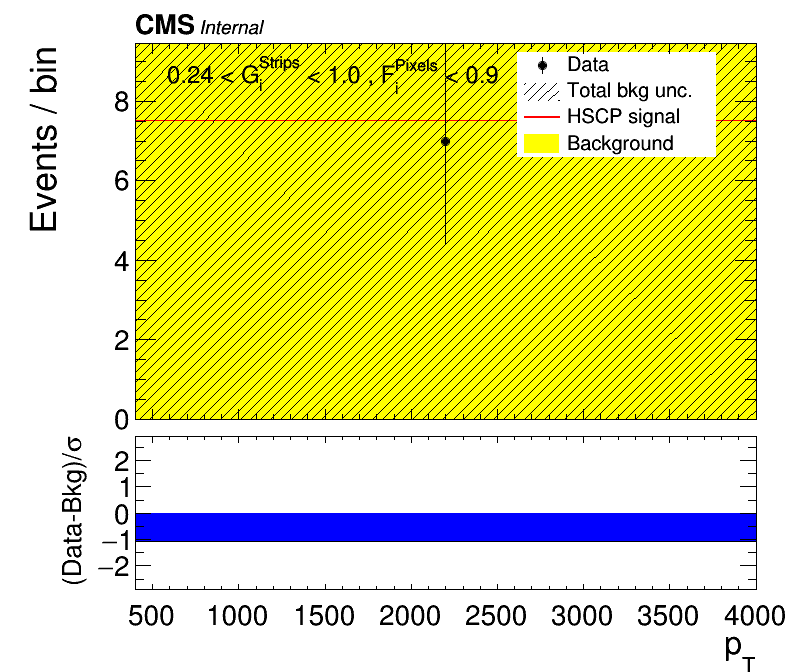 CMS Internal
0.24 < G_i^Strips < 1.0 , F_i^Pixels < 0.9
Data
Total bkg unc.
HSCP signal
Background
Events / bin
8
6
4
2
0
(Data-Bkg)/σ
2
1
0
−1
−2
500 1000 1500 2000 2500 3000 3500 4000
p_T